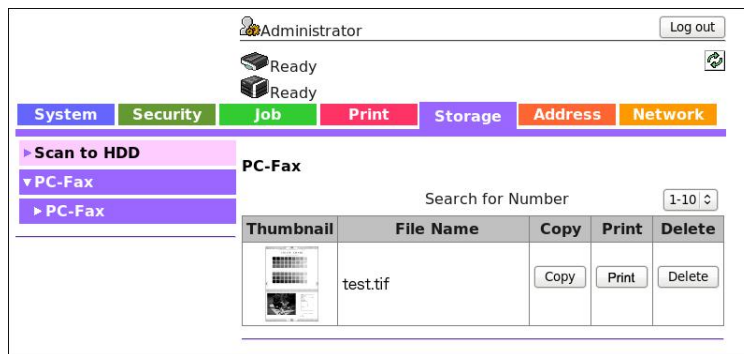 Administrator
Log out
Ready
Ready
System Security Job Print Storage Address Network
Scan to HDD
PC-Fax
PC-Fax
PC-Fax
Search for Number 1-10
Thumbnail File Name Copy Print Delete
test.tif Copy Print Delete